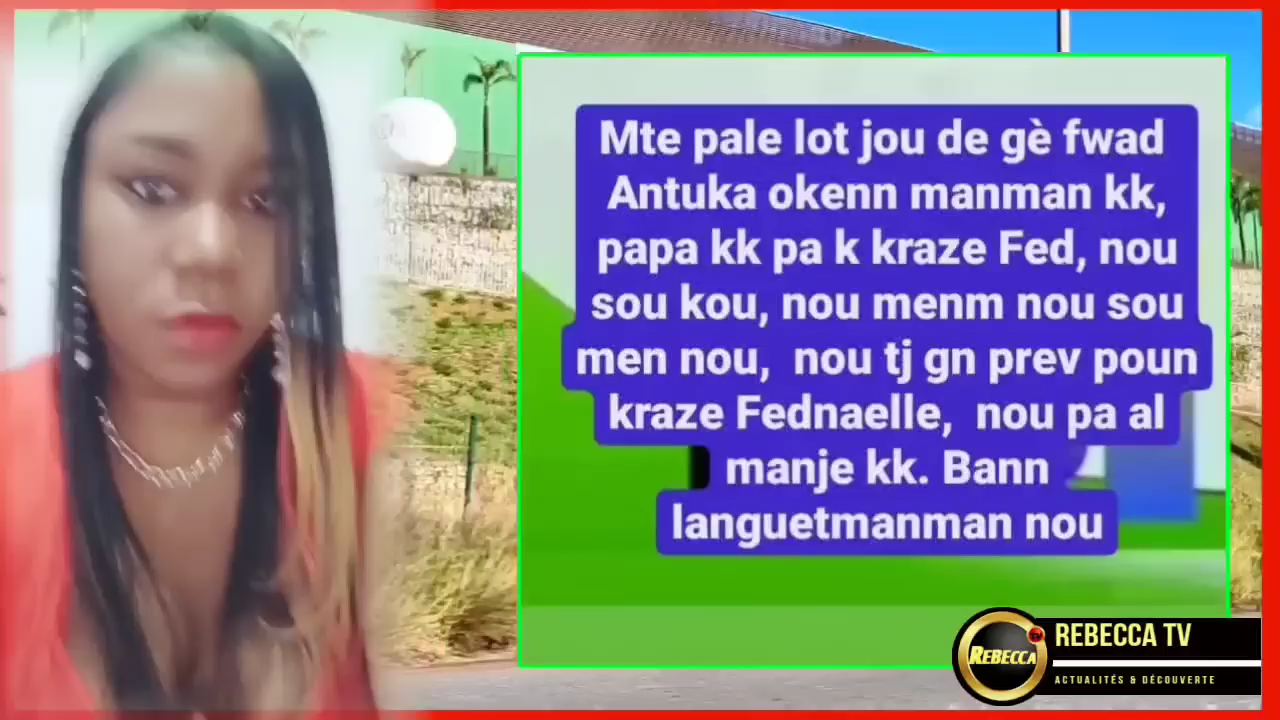 Mte pale lot jou de gè fwad
Antuka okenn manman kk,
papa kk pa k kraze Fed, nou
sou kou, nou menm nou sou
men nou, nou tj gn prev poun
kraze Fednaelle, nou pa al
manje kk. Bann
languetmanman nou
REBECCA TV
REBECCA TV
ACTUALITÉS & DÉCOUVERTE